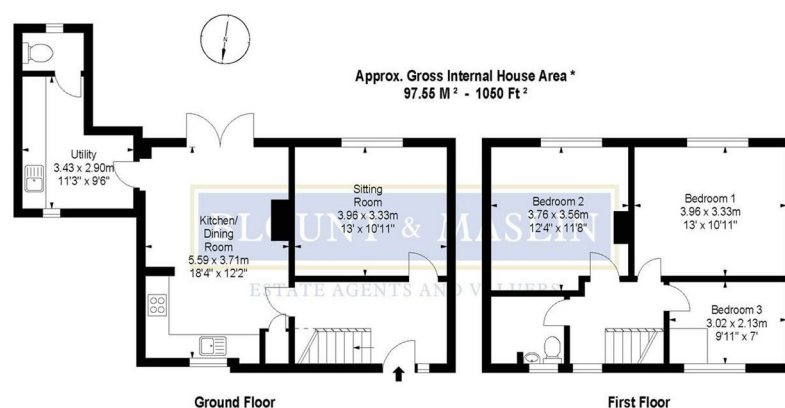 N
Approx. Gross Internal House Area *
97.55 M² - 1050 Ft²
Utility
3.43 x 2.90m
11'3" x 9'6"
Kitchen/
Dining
Room
5.59 x 3.71m
18'4" x 12'2"
Sitting
Room
3.96 x 3.33m
13' x 10'11"
Bedroom 2
3.76 x 3.56m
12'4" x 11'8"
Bedroom 1
3.96 x 3.33m
13' x 10'11"
Bedroom 3
3.02 x 2.13m
9'11" x 7'
LOUNT & MASLIN
ESTATE AGENTS AND VALUERS
Ground Floor
First Floor